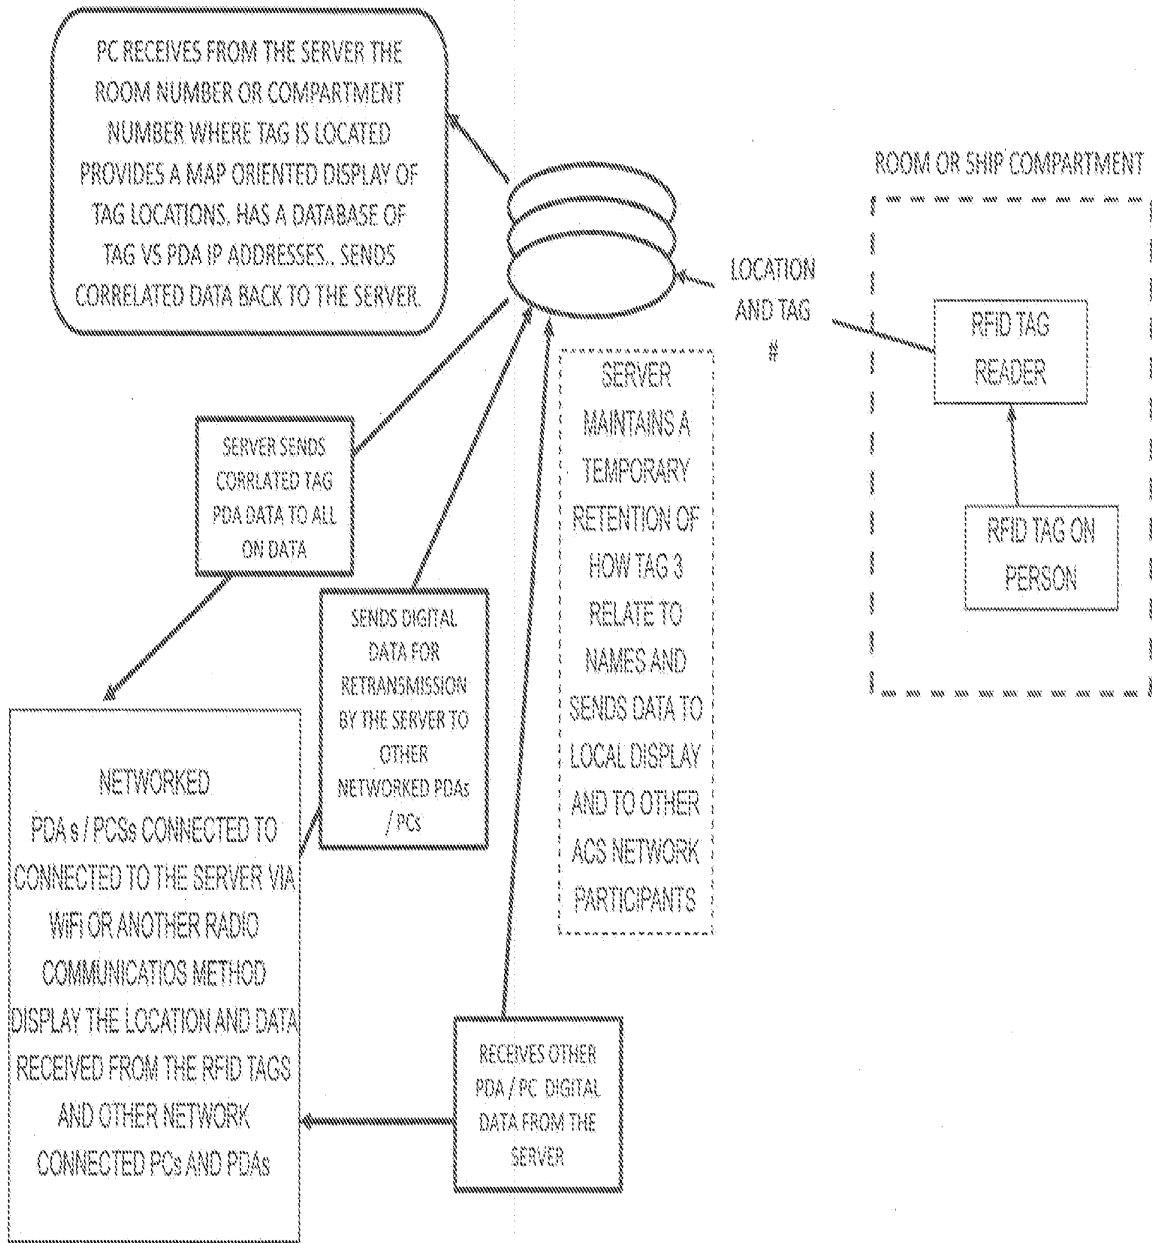 PC RECEIVES FROM THE SERVER THE
ROOM NUMBER OR COMPARTMENT
NUMBER WHERE TAG IS LOCATED
PROVIDES A MAP ORIENTED DISPLAY OF
TAG LOCATIONS. HAS A DATABASE OF
TAG VS PDA IP ADDRESSES.. SENDS
CORRELATED DATA BACK TO THE SERVER.
ROOM OR SHIP COMPARTMENT
LOCATION
AND TAG
#
RFID TAG
READER
RFID TAG ON
PERSON
SERVER
MAINTAINS A
TEMPORARY
RETENTION OF
HOW TAG 3
RELATE TO
NAMES AND
SENDS DATA TO
LOCAL DISPLAY
AND TO OTHER
ACS NETWORK
PARTICIPANTS
SERVER SENDS
CORRLATED TAG
PDA DATA TO ALL
ON DATA
SENDS DIGITAL
DATA FOR
RETRANSMISSION
BY THE SERVER TO
OTHER
NETWORKED PDAs
/ PCs
NETWORKED
PDA s / PCSs CONNECTED TO
CONNECTED TO THE SERVER VIA
WiFi OR ANOTHER RADIO
COMMUNICATIOS METHOD
DISPLAY THE LOCATION AND DATA
RECEIVED FROM THE RFID TAGS
AND OTHER NETWORK
CONNECTED PCs AND PDAs
RECEIVES OTHER
PDA / PC DIGITAL
DATA FROM THE
SERVER